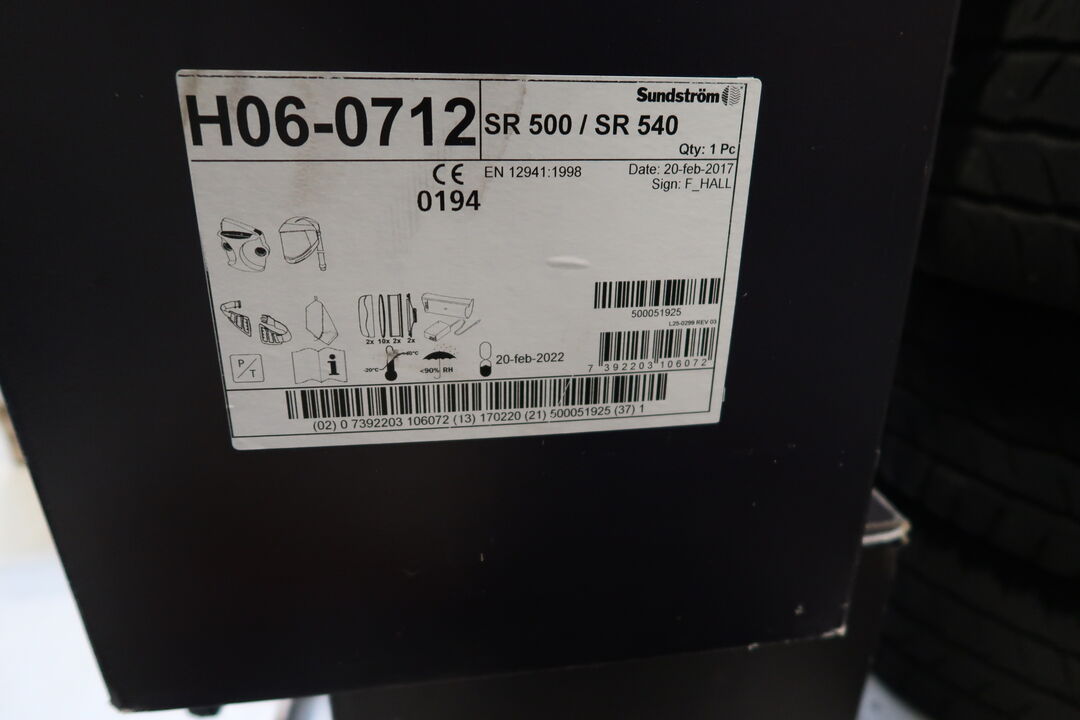 H06-0712
SR 500 / SR 540
Sundström
Qty: 1 Pc
CE
0194
EN 12941:1998
Date: 20-feb-2017
Sign: F_HALL
500051925
L25-0299 REV 03
2x 10x 2x 2x
P/T
i
-20°C
+40°C
<90% RH
20-feb-2022
7 392203 106072
(02) 0 7392203 106072 (13) 170220 (21) 500051925 (37) 1